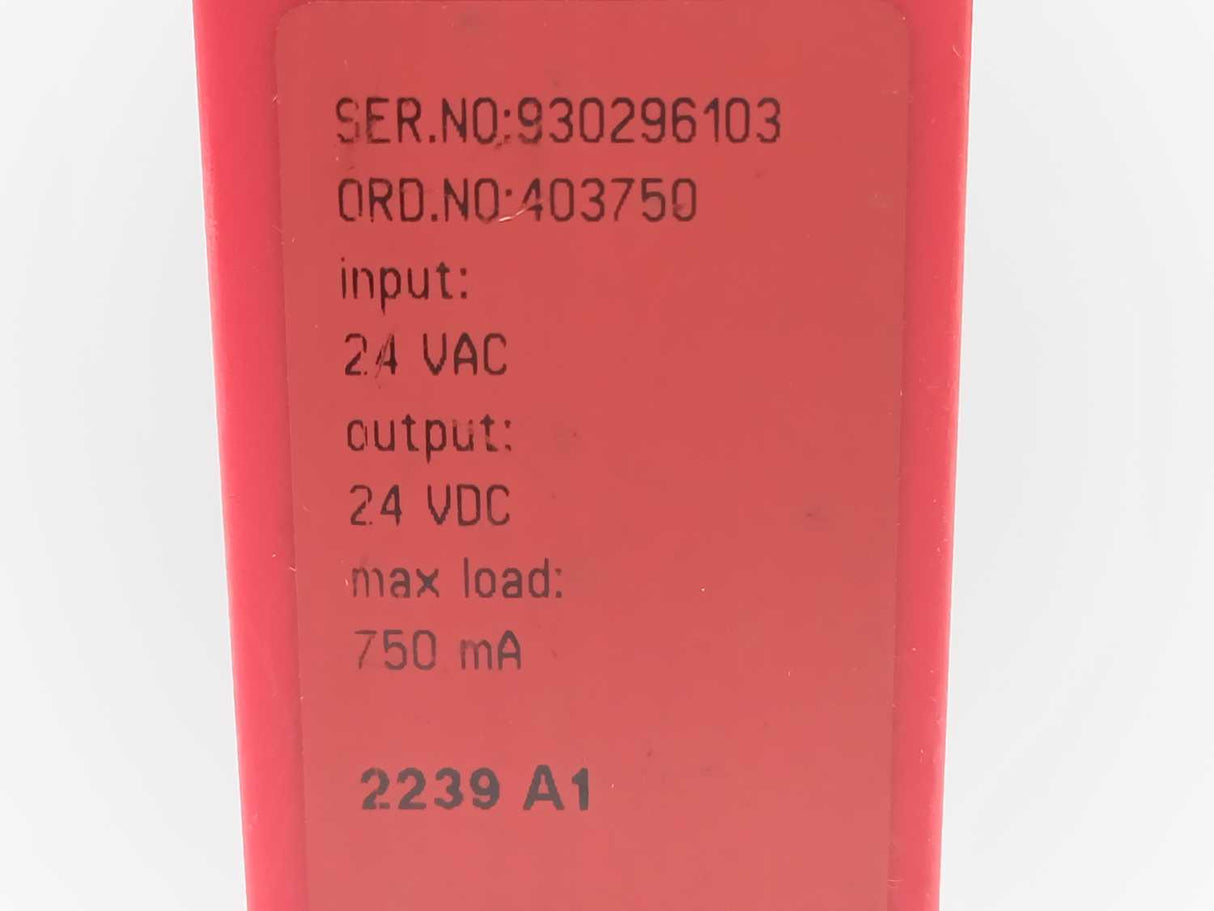 SER.NO:930296103
ORD.NO:403750
input:
24 VAC
output:
24 VDC
max load:
750 mA
2239 A1